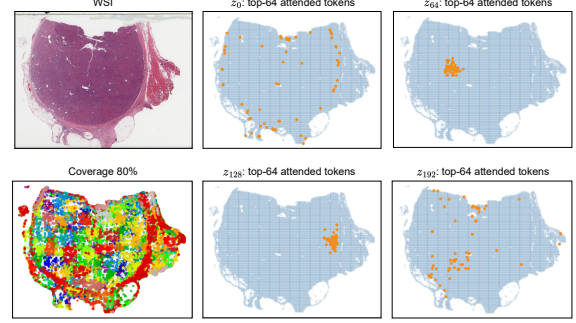 WSI
z0: top-64 attended tokens
z64: top-64 attended tokens
Coverage 80%
z128: top-64 attended tokens
z192: top-64 attended tokens